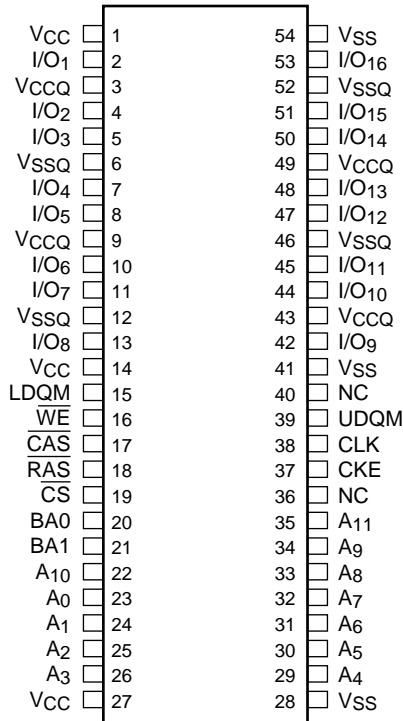 VCC 1 54 VSS
I/O1 2 53 I/O16
VCCQ 3 52 VSSQ
I/O2 4 51 I/O15
I/O3 5 50 I/O14
VSSQ 6 49 VCCQ
I/O4 7 48 I/O13
I/O5 8 47 I/O12
VCCQ 9 46 VSSQ
I/O6 10 45 I/O11
I/O7 11 44 I/O10
VSSQ 12 43 VCCQ
I/O8 13 42 I/O9
VCC 14 41 VSS
LDQM 15 40 NC
WE 16 39 UDQM
CAS 17 38 CLK
RAS 18 37 CKE
CS 19 36 NC
BA0 20 35 A11
BA1 21 34 A9
A10 22 33 A8
A0 23 32 A7
A1 24 31 A6
A2 25 30 A5
A3 26 29 A4
VCC 27 28 VSS